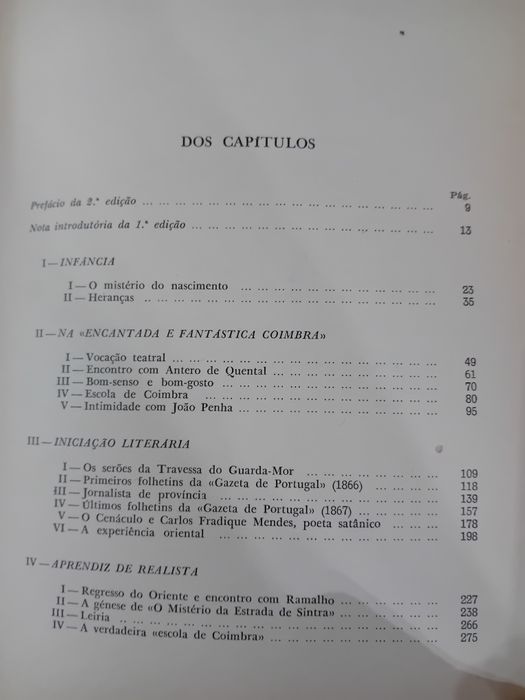 DOS CAPÍTULOS
Pág.
Prefácio da 2.ª edição ... 9
Nota introdutória da 1.ª edição ... 13
I — INFÂNCIA
I — O mistério do nascimento ... 23
II — Heranças ... 35
II — NA «ENCANTADA E FANTÁSTICA COIMBRA»
I — Vocação teatral ... 49
II — Encontro com Antero de Quental ... 61
III — Bom-senso e bom-gosto ... 70
IV — Escola de Coimbra ... 80
V — Intimidade com João Penha ... 95
III — INICIAÇÃO LITERÁRIA
I — Os serões da Travessa do Guarda-Mor ... 109
II — Primeiros folhetins da «Gazeta de Portugal» (1866) ... 118
III — Jornalista de província ... 139
IV — Últimos folhetins da «Gazeta de Portugal» (1867) ... 157
V — O Cenáculo e Carlos Fradique Mendes, poeta satânico ... 178
VI — A experiência oriental ... 198
IV — APRENDIZ DE REALISTA
I — Regresso do Oriente e encontro com Ramalho ... 227
II — A génese de «O Mistério da Estrada de Sintra» ... 238
III — Leiria ... 266
IV — A verdadeira «escola de Coimbra» ... 275